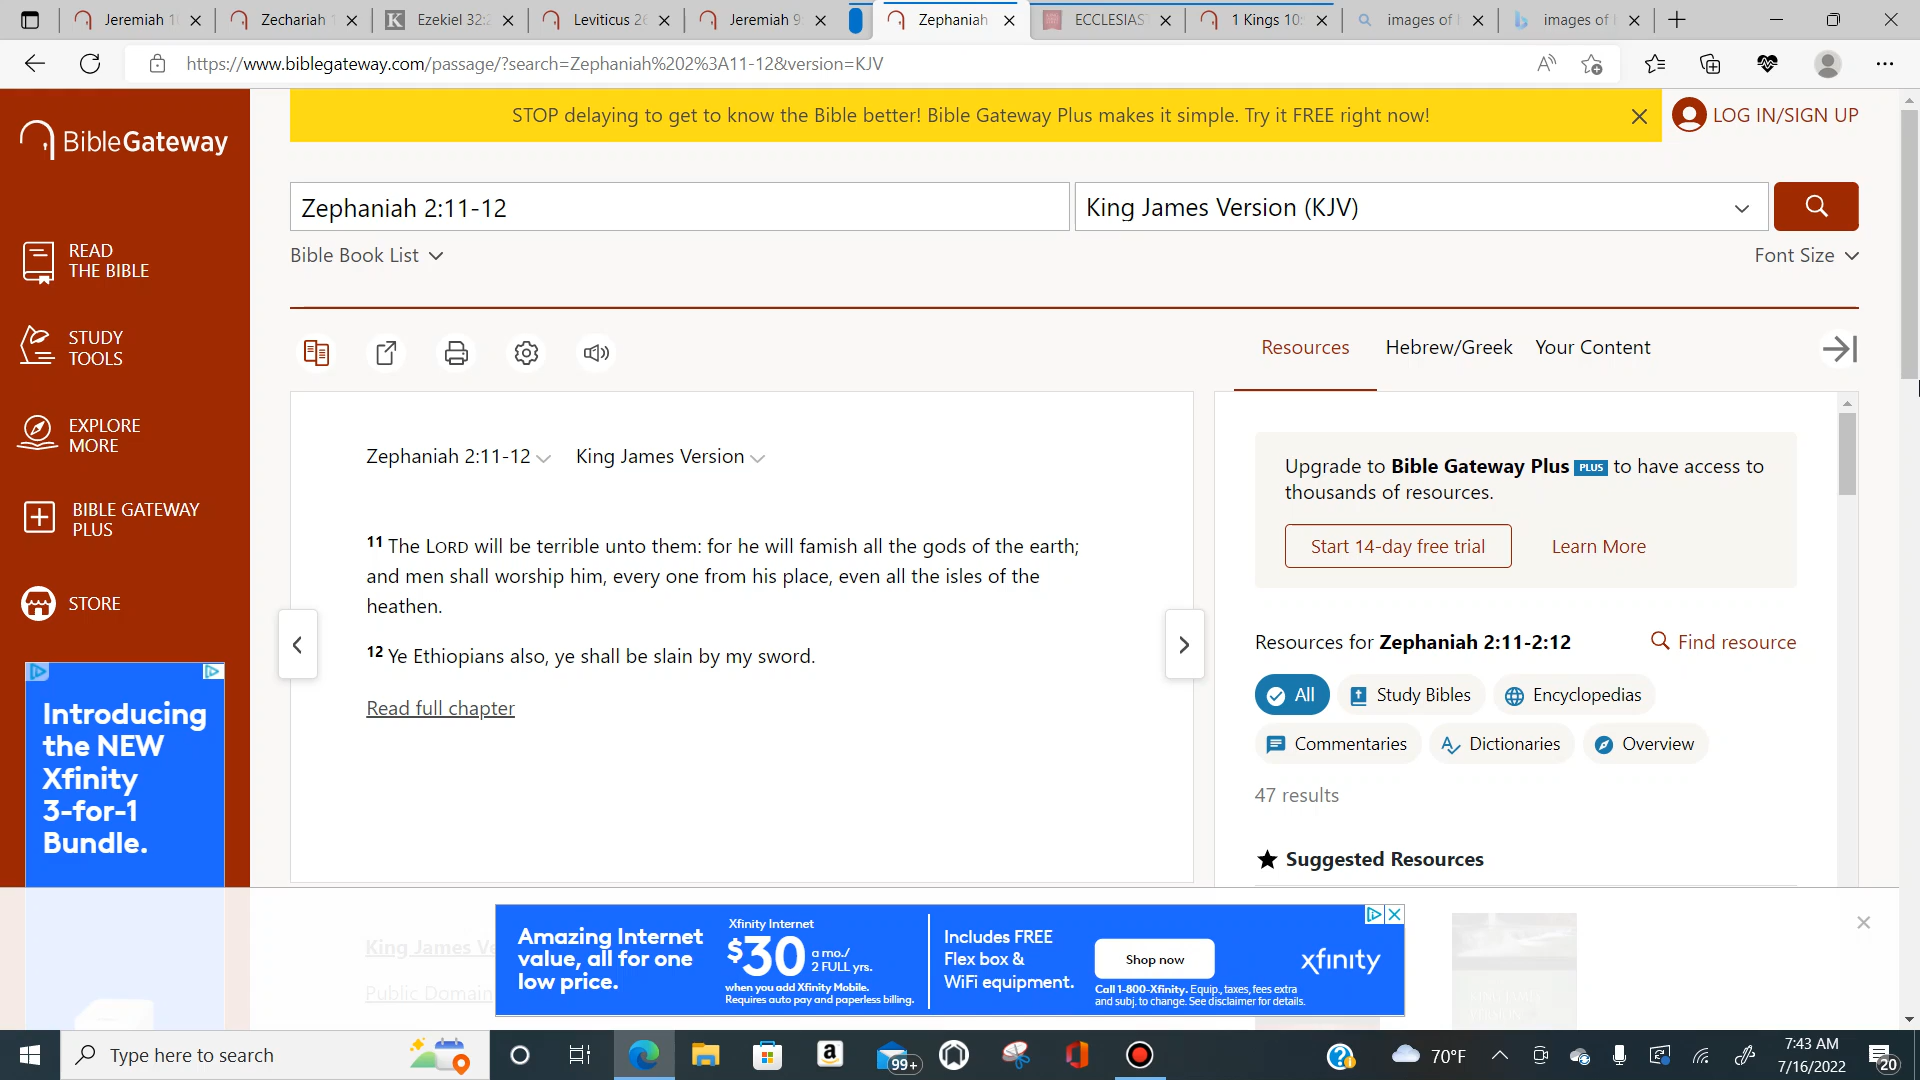 Jeremiah 1
Zechariah 1
Ezekiel 32:2
Leviticus 26
Jeremiah 9:
Zephaniah
ECCLESIAS
1 Kings 10:
images of
images of
https://www.biblegateway.com/passage/?search=Zephaniah%202%3A11-12&version=KJV
BibleGateway
STOP delaying to get to know the Bible better! Bible Gateway Plus makes it simple. Try it FREE right now!
LOG IN/SIGN UP
Zephaniah 2:11-12
King James Version (KJV)
Bible Book List
Font Size
READ
THE BIBLE
STUDY
TOOLS
EXPLORE
MORE
BIBLE GATEWAY
PLUS
STORE
Resources
Hebrew/Greek
Your Content
Zephaniah 2:11-12
King James Version
11 The LORD will be terrible unto them: for he will famish all the gods of the earth;
and men shall worship him, every one from his place, even all the isles of the
heathen.
12 Ye Ethiopians also, ye shall be slain by my sword.
Read full chapter
Upgrade to Bible Gateway Plus PLUS to have access to
thousands of resources.
Start 14-day free trial
Learn More
Resources for Zephaniah 2:11-2:12
Find resource
All
Study Bibles
Encyclopedias
Commentaries
Dictionaries
Overview
47 results
Suggested Resources
Introducing
the NEW
Xfinity
3-for-1
Bundle.
King James Ve
Public Domain
Amazing Internet
value, all for one
low price.
Xfinity Internet
$30 a mo./
2 FULL yrs.
when you add Xfinity Mobile.
Requires auto pay and paperless billing.
Includes FREE
Flex box &
WiFi equipment.
Shop now
Call 1-800-Xfinity. Equip., taxes, fees extra
and subj. to change. See disclaimer for details.
xfinity
Type here to search
99+
70°F
7:43 AM
7/16/2022
20